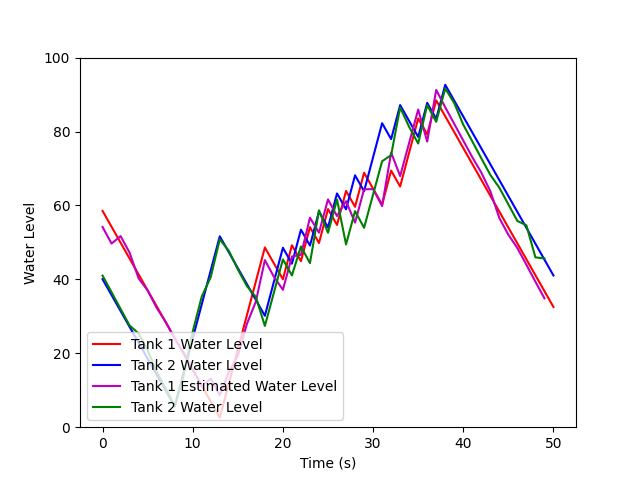 100
80
60
40
20
0
Water Level
Tank 1 Water Level
Tank 2 Water Level
Tank 1 Estimated Water Level
Tank 2 Water Level
0 10 20 30 40 50
Time (s)